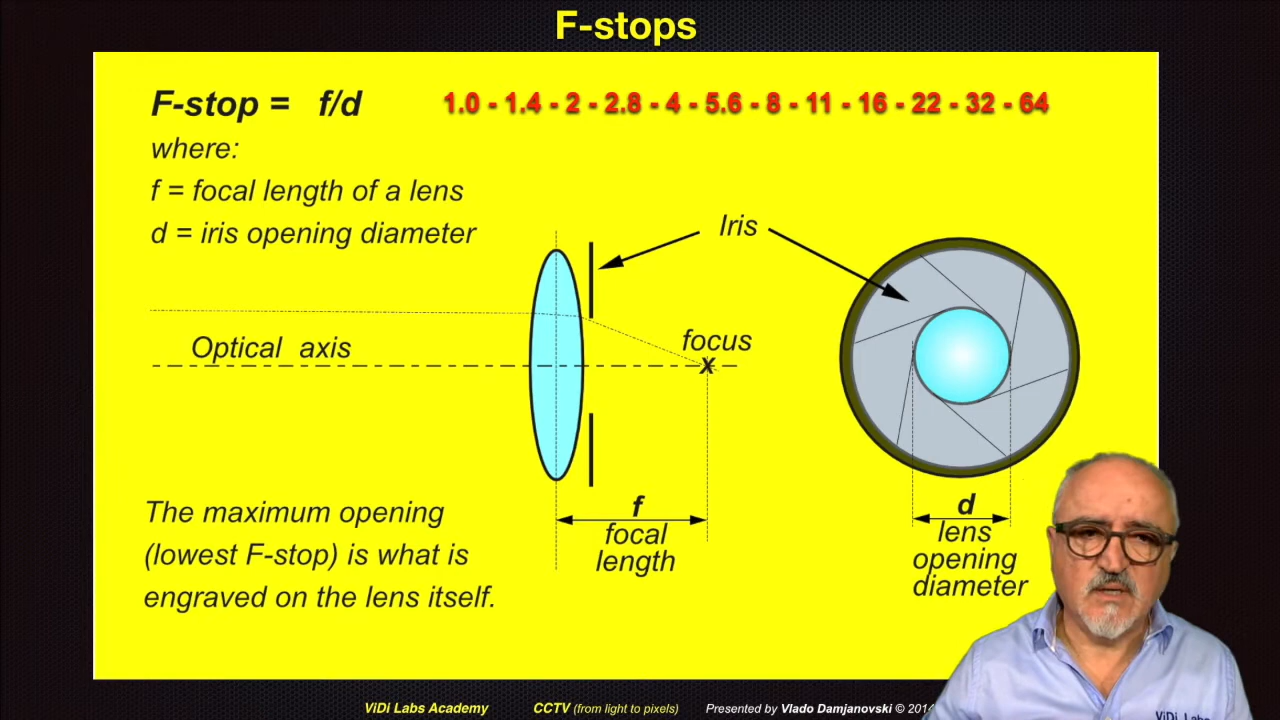 F-stops
F-stop = f/d
1.0 - 1.4 - 2 - 2.8 - 4 - 5.6 - 8 - 11 - 16 - 22 - 32 - 64
where:
f = focal length of a lens
d = iris opening diameter
Iris
Optical axis
focus
x
f
focal
length
d
lens
opening
diameter
The maximum opening
(lowest F-stop) is what is
engraved on the lens itself.
ViDi Labs
ViDi Labs Academy CCTV (from light to pixels) Presented by Vlado Damjanovski © 2014